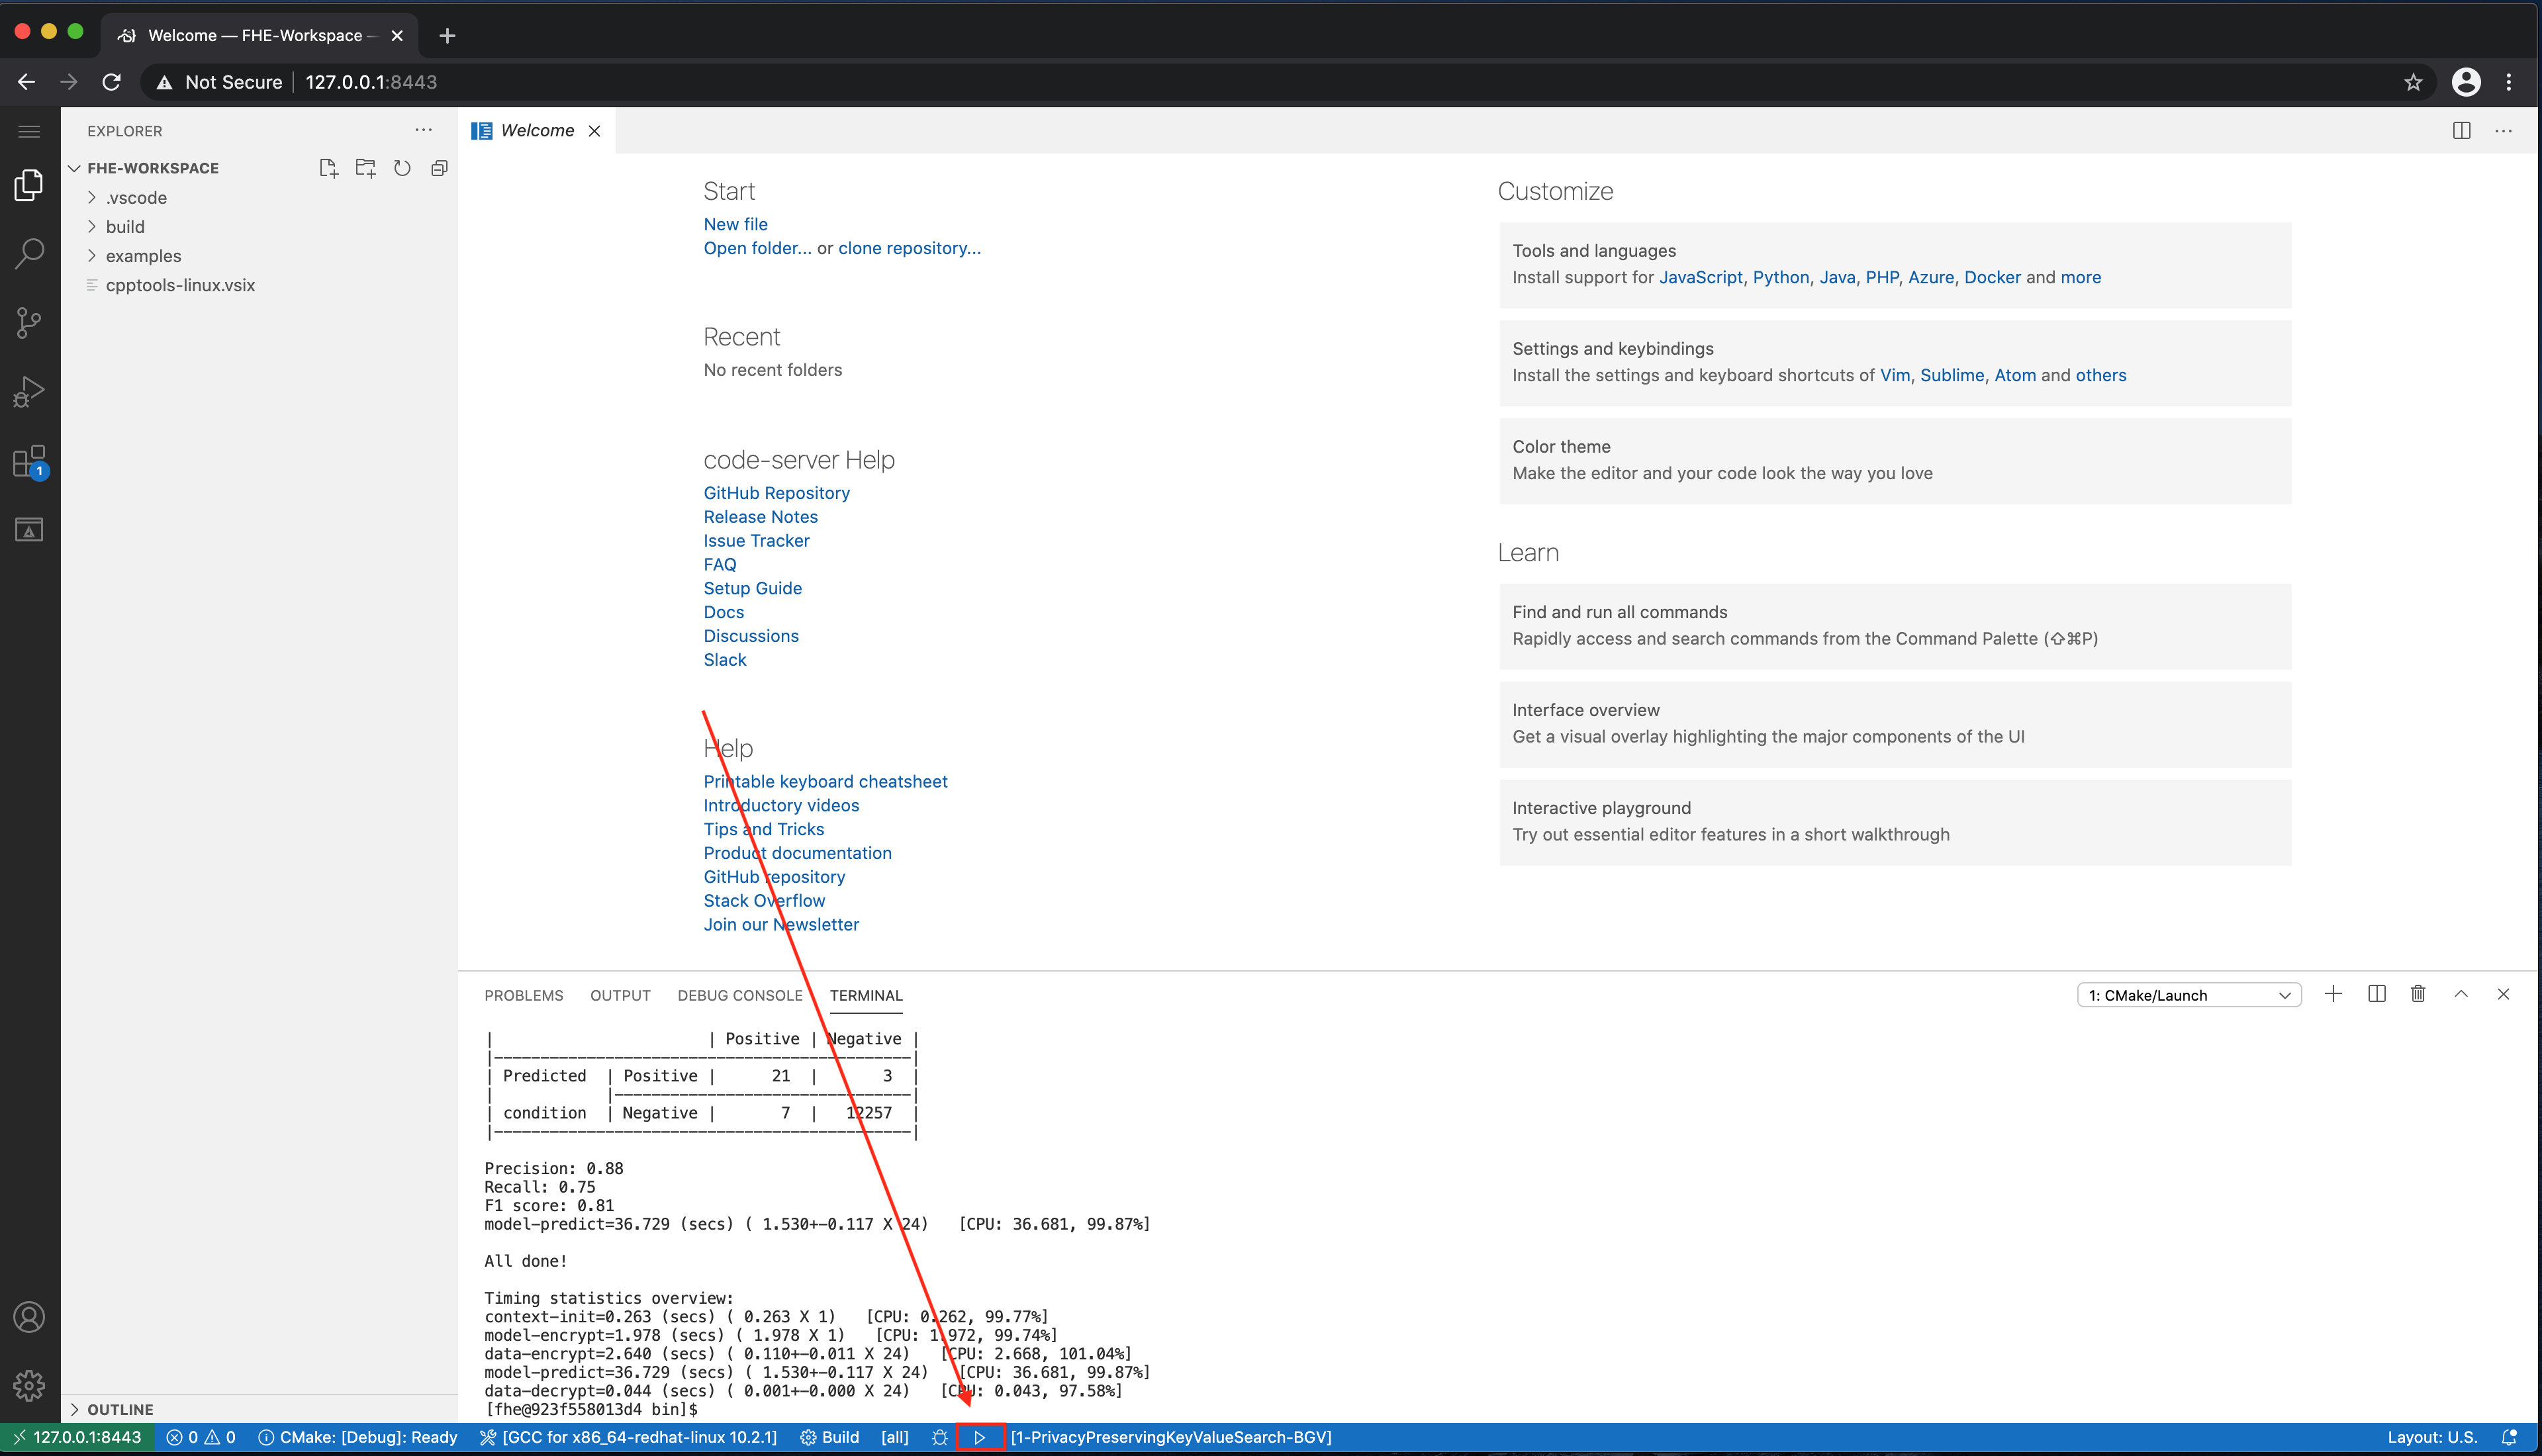 Welcome — FHE-Workspace —
Not Secure | 127.0.0.1:8443
EXPLORER
FHE-WORKSPACE
.vscode
build
examples
cpptools-linux.vsix
1
OUTLINE
Welcome
Start
New file
Open folder... or clone repository...
Recent
No recent folders
code-server Help
GitHub Repository
Release Notes
Issue Tracker
FAQ
Setup Guide
Docs
Discussions
Slack
Help
Printable keyboard cheatsheet
Introductory videos
Tips and Tricks
Product documentation
GitHub repository
Stack Overflow
Join our Newsletter
Customize
Tools and languages
Install support for JavaScript, Python, Java, PHP, Azure, Docker and more
Settings and keybindings
Install the settings and keyboard shortcuts of Vim, Sublime, Atom and others
Color theme
Make the editor and your code look the way you love
Learn
Find and run all commands
Rapidly access and search commands from the Command Palette (⇧⌘P)
Interface overview
Get a visual overlay highlighting the major components of the UI
Interactive playground
Try out essential editor features in a short walkthrough
PROBLEMS OUTPUT DEBUG CONSOLE TERMINAL 1: CMake/Launch
| | Positive | Negative |
|---------------------------------------------|
| Predicted | Positive | 21 | 3 |
| |--------------------------------|
| condition | Negative | 7 | 12257 |
|---------------------------------------------|
Precision: 0.88
Recall: 0.75
F1 score: 0.81
model-predict=36.729 (secs) ( 1.530+-0.117 X 24) [CPU: 36.681, 99.87%]
All done!
Timing statistics overview:
context-init=0.263 (secs) ( 0.263 X 1) [CPU: 0.262, 99.77%]
model-encrypt=1.978 (secs) ( 1.978 X 1) [CPU: 1.972, 99.74%]
data-encrypt=2.640 (secs) ( 0.110+-0.011 X 24) [CPU: 2.668, 101.04%]
model-predict=36.729 (secs) ( 1.530+-0.117 X 24) [CPU: 36.681, 99.87%]
data-decrypt=0.044 (secs) ( 0.001+-0.000 X 24) [CPU: 0.043, 97.58%]
[fhe@923f558013d4 bin]$
127.0.0.1:8443 0 0 CMake: [Debug]: Ready [GCC for x86_64-redhat-linux 10.2.1] Build [all] [1-PrivacyPreservingKeyValueSearch-BGV] Layout: U.S.